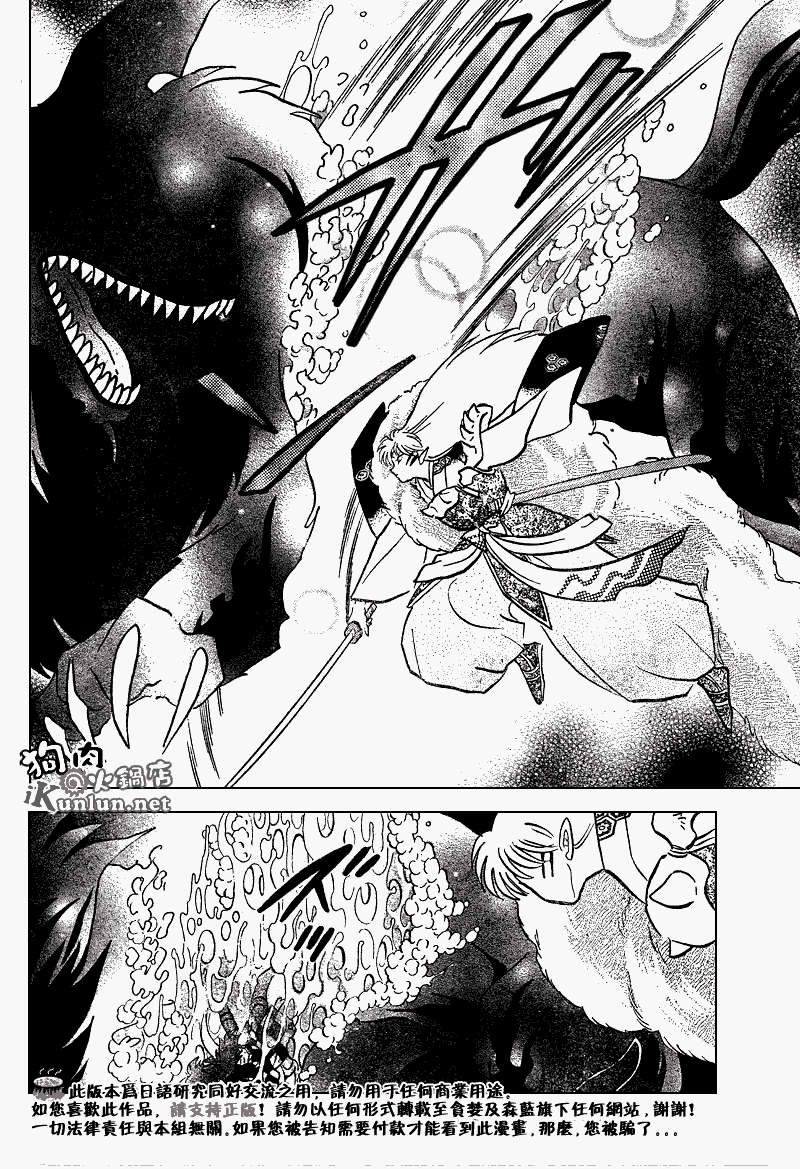 ザッ
狗肉
@火鍋店
iKunlun.net
ズズ
此版本爲日語研究同好交流之用，請勿用于任何商業用途。
如您喜歡此作品，請支持正版！請勿以任何形式轉載至貪婪及森藍旗下任何網站，謝謝！
一切法律責任與本組無關。如果您被告知需要付款才能看到此漫畫，那麽，您被騙了...